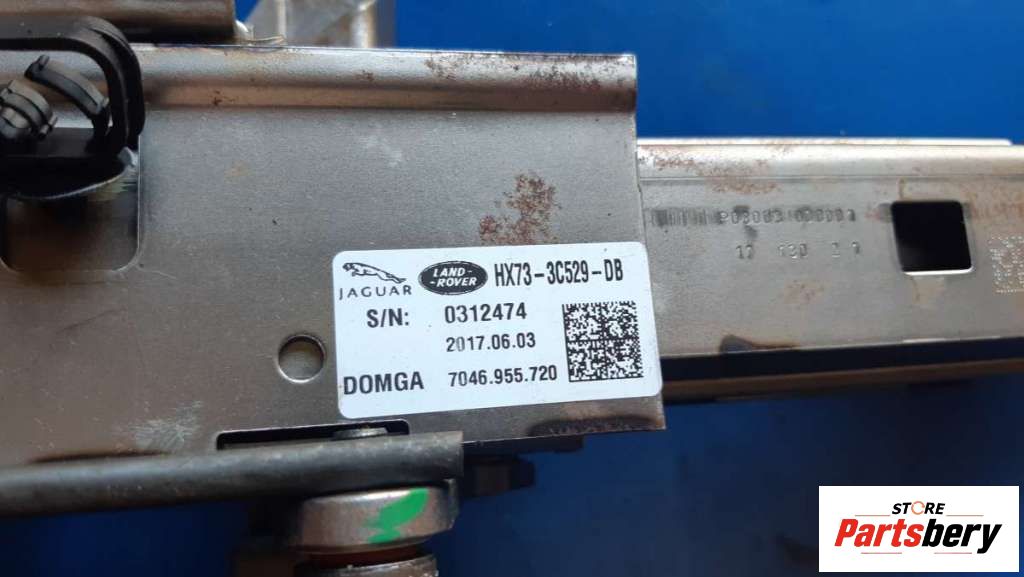 JAGUAR LAND-ROVER HX73-3C529-DB
S/N: 0312474
2017.06.03
DOMGA 7046.955.720
STORE
Partsbery